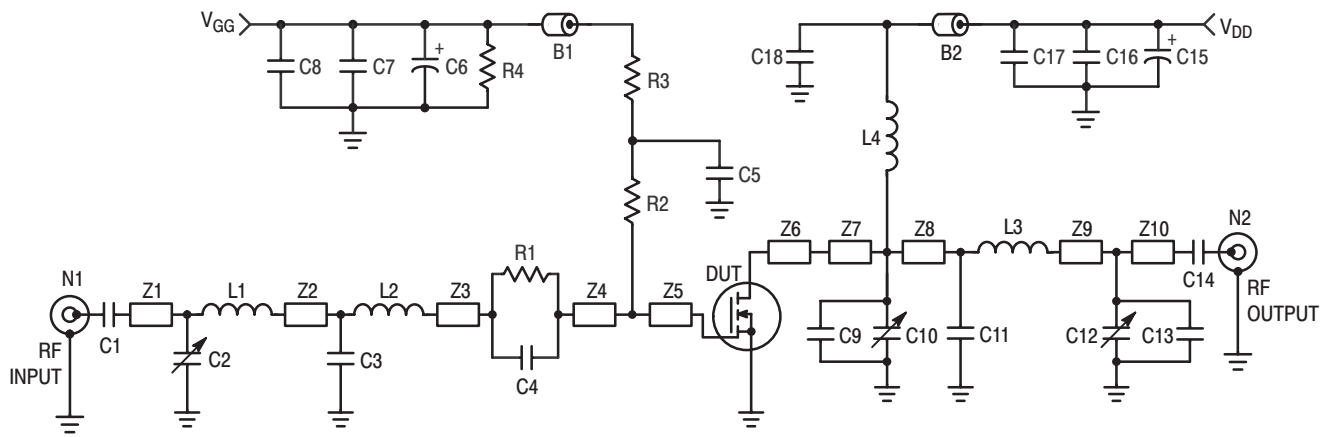 VGG
B1
C8
C7
+
C6
R4
R3
C5
R2
C18
B2
VDD
C17
C16
+
C15
L4
N1
RF
INPUT
C1
Z1
L1
Z2
L2
Z3
R1
C4
Z4
Z5
C2
C3
DUT
Z6
Z7
Z8
L3
Z9
Z10
C14
N2
RF
OUTPUT
C9
C10
C11
C12
C13